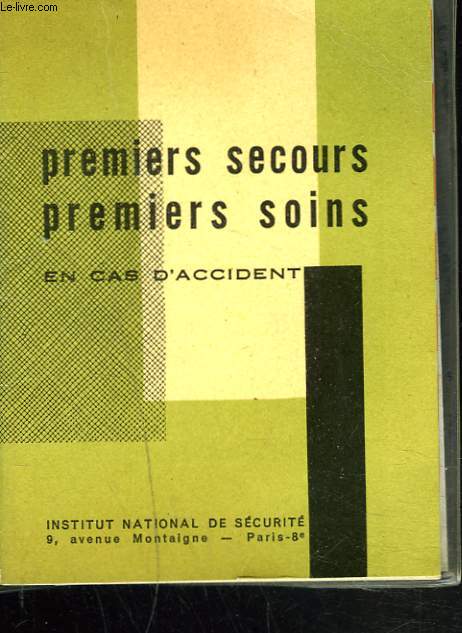 Le-livre.com
premiers secours
premiers soins
EN CAS D'ACCIDENT
INSTITUT NATIONAL DE SÉCURITÉ
9, avenue Montaigne — Paris-8e